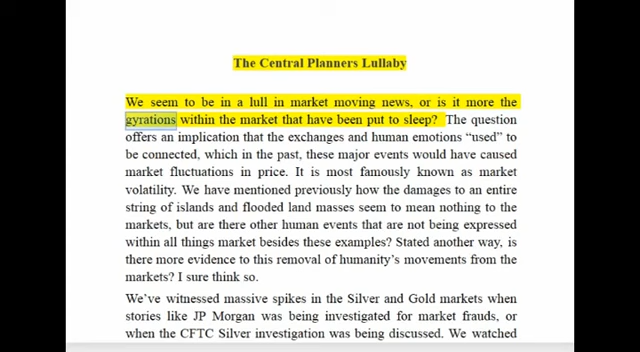 The Central Planners Lullaby
We seem to be in a lull in market moving news, or is it more the
gyrations within the market that have been put to sleep? The question
offers an implication that the exchanges and human emotions “used” to
be connected, which in the past, these major events would have caused
market fluctuations in price. It is most famously known as market
volatility. We have mentioned previously how the damages to an entire
string of islands and flooded land masses seem to mean nothing to the
markets, but are there other human events that are not being expressed
within all things market besides these examples? Stated another way, is
there more evidence to this removal of humanity’s movements from the
markets? I sure think so.
We’ve witnessed massive spikes in the Silver and Gold markets when
stories like JP Morgan was being investigated for market frauds, or
when the CFTC Silver investigation was being discussed. We watched